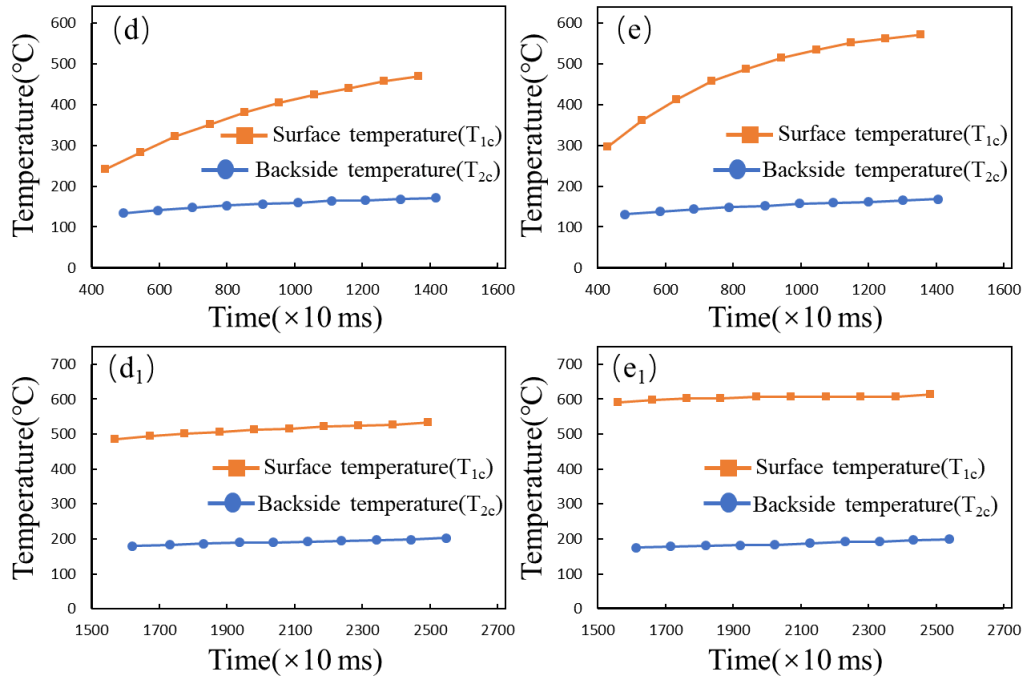 (d)
Temperature(°C)
600
500
400
300
200
100
0
Surface temperature(T1c)
Backside temperature(T2c)
400 600 800 1000 1200 1400 1600
Time(×10 ms)
(e)
Temperature(°C)
600
500
400
300
200
100
0
Surface temperature(T1c)
Backside temperature(T2c)
400 600 800 1000 1200 1400 1600
Time(×10 ms)
(d1)
Temperature(°C)
700
600
500
400
300
200
100
0
Surface temperature(T1c)
Backside temperature(T2c)
1500 1700 1900 2100 2300 2500 2700
Time(×10 ms)
(e1)
Temperature(°C)
700
600
500
400
300
200
100
0
Surface temperature(T1c)
Backside temperature(T2c)
1500 1700 1900 2100 2300 2500 2700
Time(×10 ms)